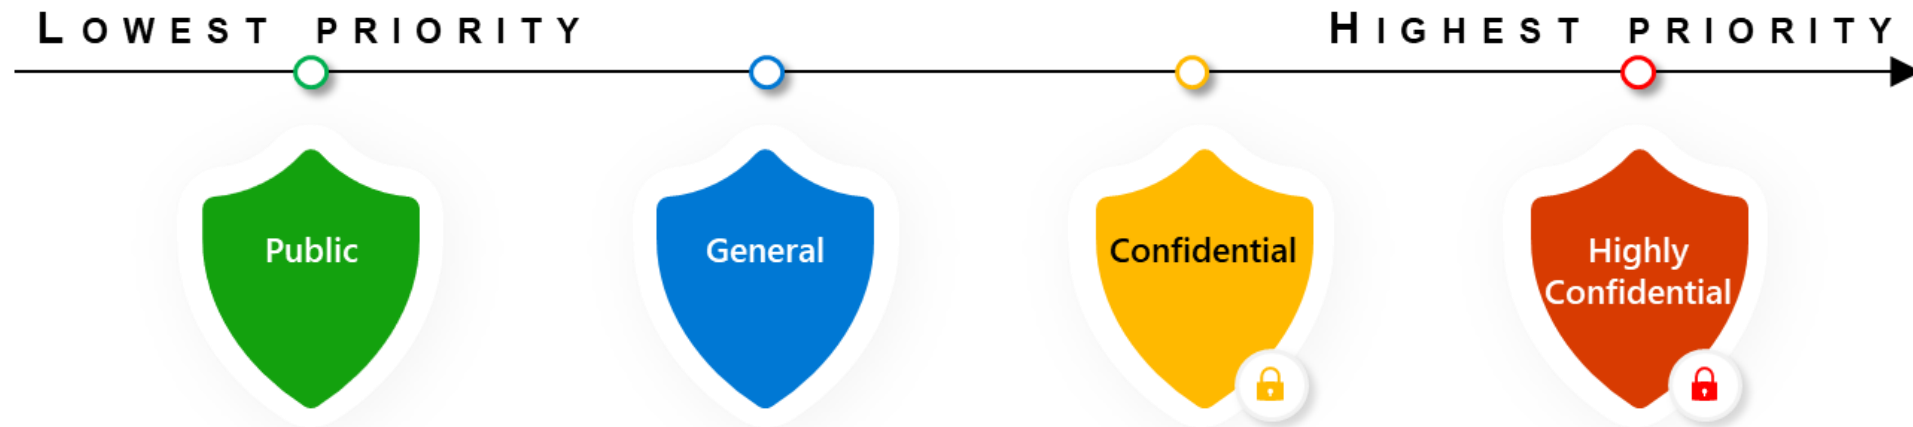 LOWEST PRIORITY
HIGHEST PRIORITY
Public
General
Confidential
Highly
Confidential